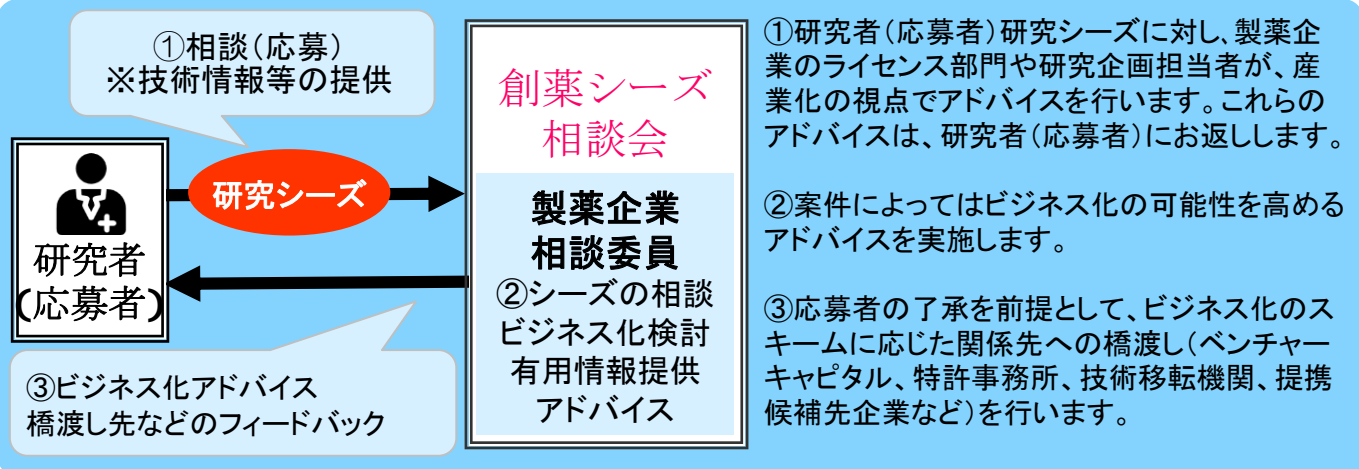 ①相談(応募)
※技術情報等の提供
研究者
(応募者)
研究シーズ
創薬シーズ
相談会
製薬企業
相談委員
②シーズの相談
ビジネス化検討
有用情報提供
アドバイス
③ビジネス化アドバイス
橋渡し先などのフィードバック
①研究者(応募者)研究シーズに対し、製薬企
業のライセンス部門や研究企画担当者が、産
業化の視点でアドバイスを行います。これらの
アドバイスは、研究者(応募者)にお返しします。
②案件によってはビジネス化の可能性を高める
アドバイスを実施します。
③応募者の了承を前提として、ビジネス化のス
キームに応じた関係先への橋渡し(ベンチャー
キャピタル、特許事務所、技術移転機関、提携
候補先企業など)を行います。